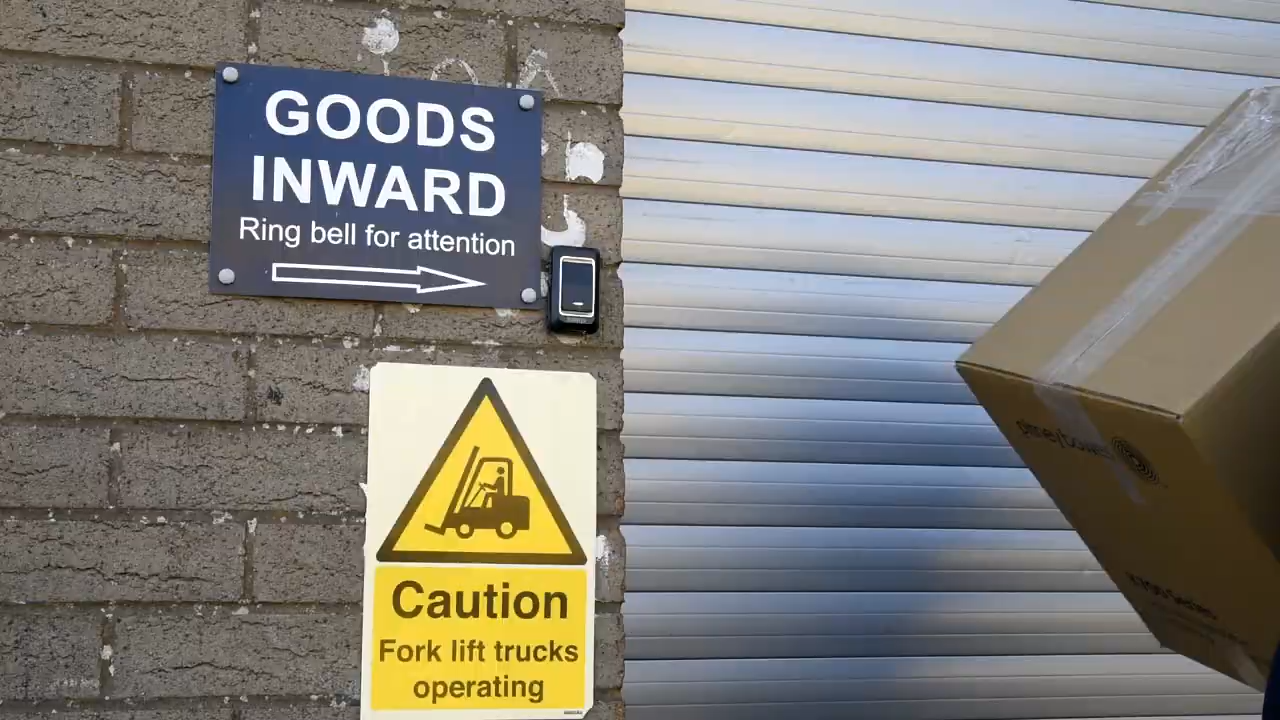 GOODS
INWARD
Ring bell for attention
Caution
Fork lift trucks
operating